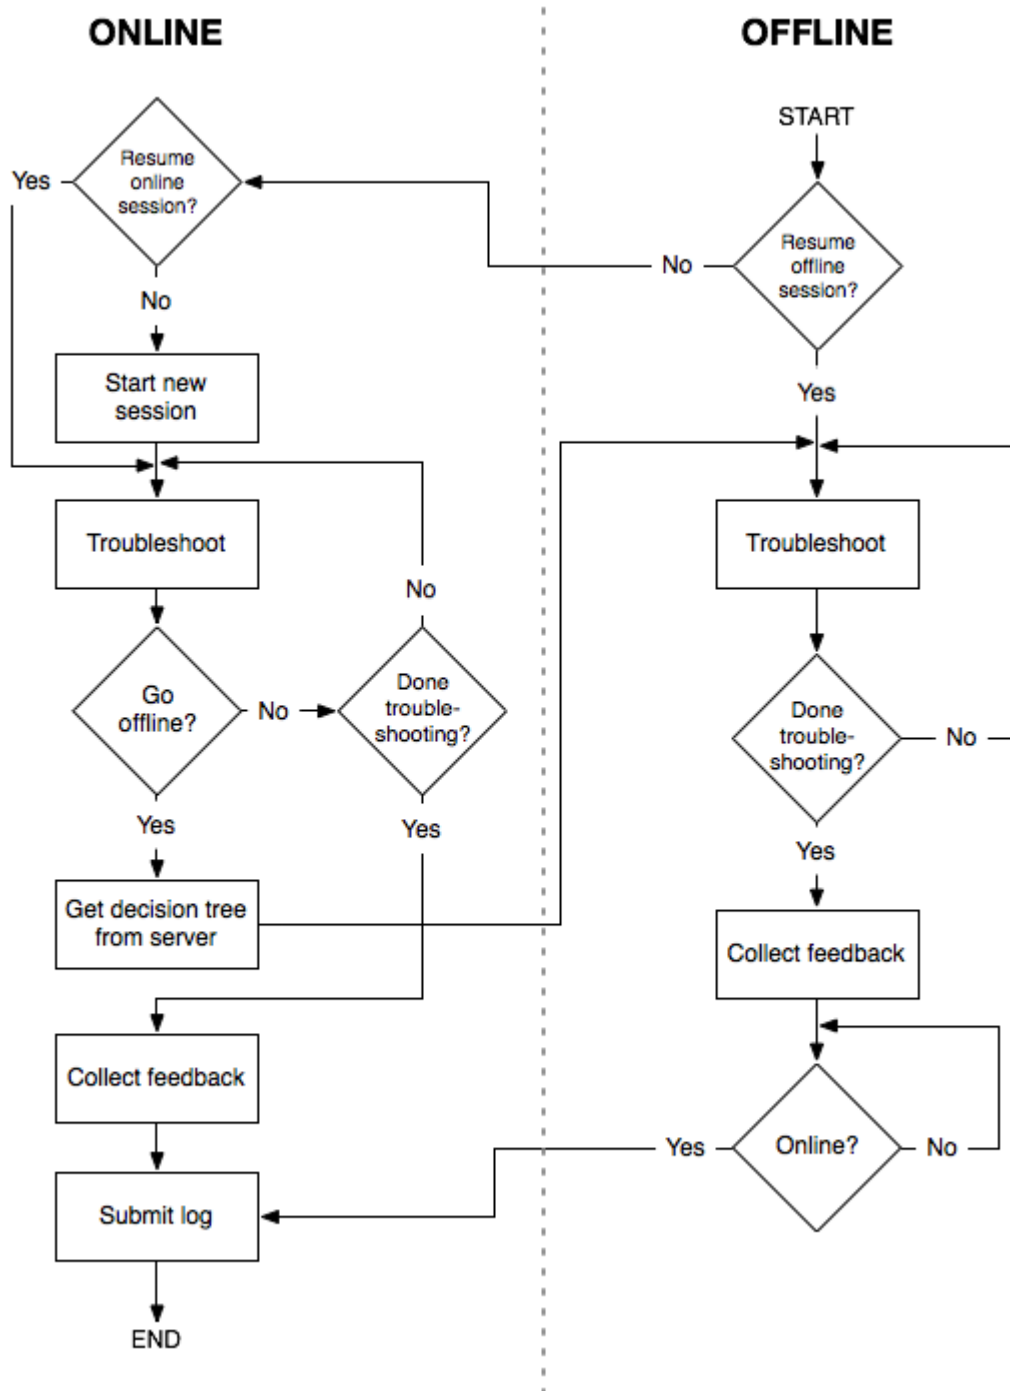 ONLINE
OFFLINE
START
Resume
online
session?
Yes
No
Resume
offline
session?
No
Yes
Start new
session
Troubleshoot
Go
offline?
No
Yes
Done
trouble-
shooting?
No
Yes
Get decision tree
from server
Collect feedback
Submit log
END
Troubleshoot
Done
trouble-
shooting?
No
Yes
Collect feedback
Online?
Yes
No